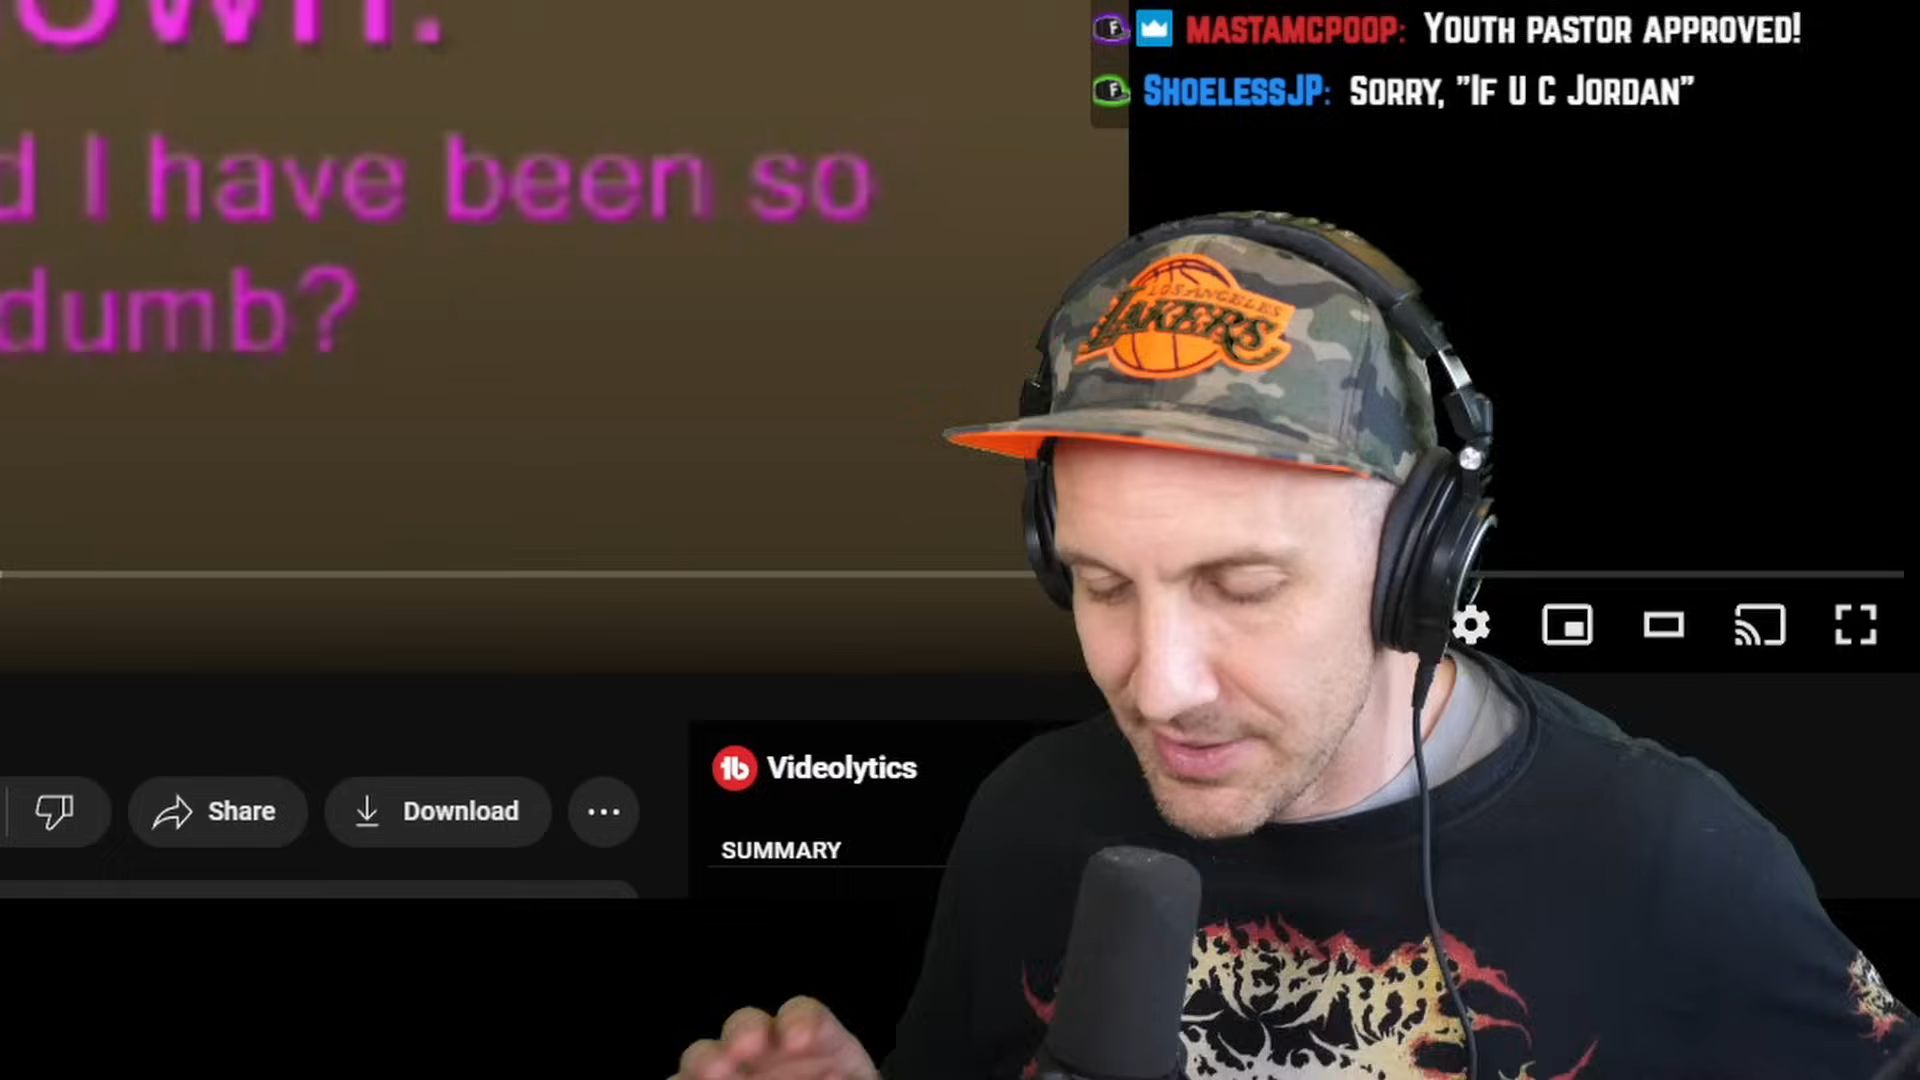 MASTAMCPOOP: YOUTH PASTOR APPROVED!
SHOELESSJP: SORRY, "IF U C JORDAN"
I have been so
dumb?
LOS ANGELES
LAKERS
Share
Download
tb Videolytics
SUMMARY